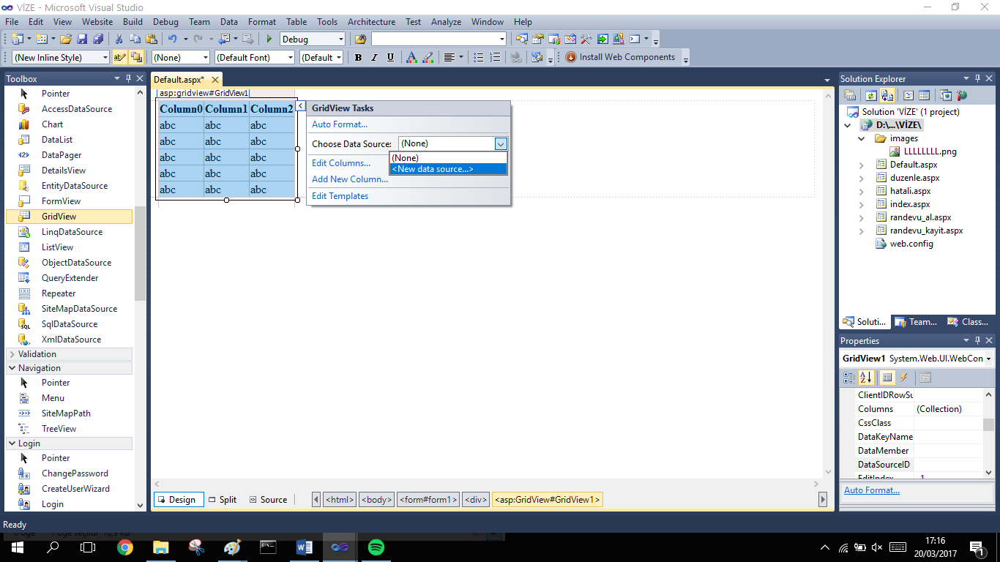 VİZE - Microsoft Visual Studio
File Edit View Website Build Debug Team Data Format Table Tools Architecture Test Analyze Window Help
Debug
(New Inline Style) (None) (Default Font) (Default B I U A Install Web Components
Toolbox
Pointer
AccessDataSource
Chart
DataList
DataPager
DetailsView
EntityDataSource
FormView
GridView
LinqDataSource
ListView
ObjectDataSource
QueryExtender
Repeater
SiteMapDataSource
SqlDataSource
XmlDataSource
Validation
Navigation
Pointer
Menu
SiteMapPath
TreeView
Login
Pointer
ChangePassword
CreateUserWizard
Login
Default.aspx*
asp:gridview#GridView1
Column0 Column1 Column2
abc abc abc
abc abc abc
abc abc abc
abc abc abc
abc abc abc
GridView Tasks
Auto Format...
Choose Data Source: (None)
(None)
<New data source...>
Edit Columns...
Add New Column...
Edit Templates
Design Split Source <html> <body> <form#form1> <div> <asp:GridView#GridView1>
Solution Explorer
Solution 'VİZE' (1 project)
D:\...\VİZE\
images
LLLLLLLL.png
Default.aspx
duzenle.aspx
hatali.aspx
index.aspx
randevu_al.aspx
randevu_kayit.aspx
web.config
Soluti... Team... Class...
Properties
GridView1 System.Web.UI.WebCon
ClientIDRowSu
Columns (Collection)
CssClass
DataKeyName
DataMember
DataSourceID
EditIndex -1
Auto Format...
Ready
17:16
20/03/2017
1